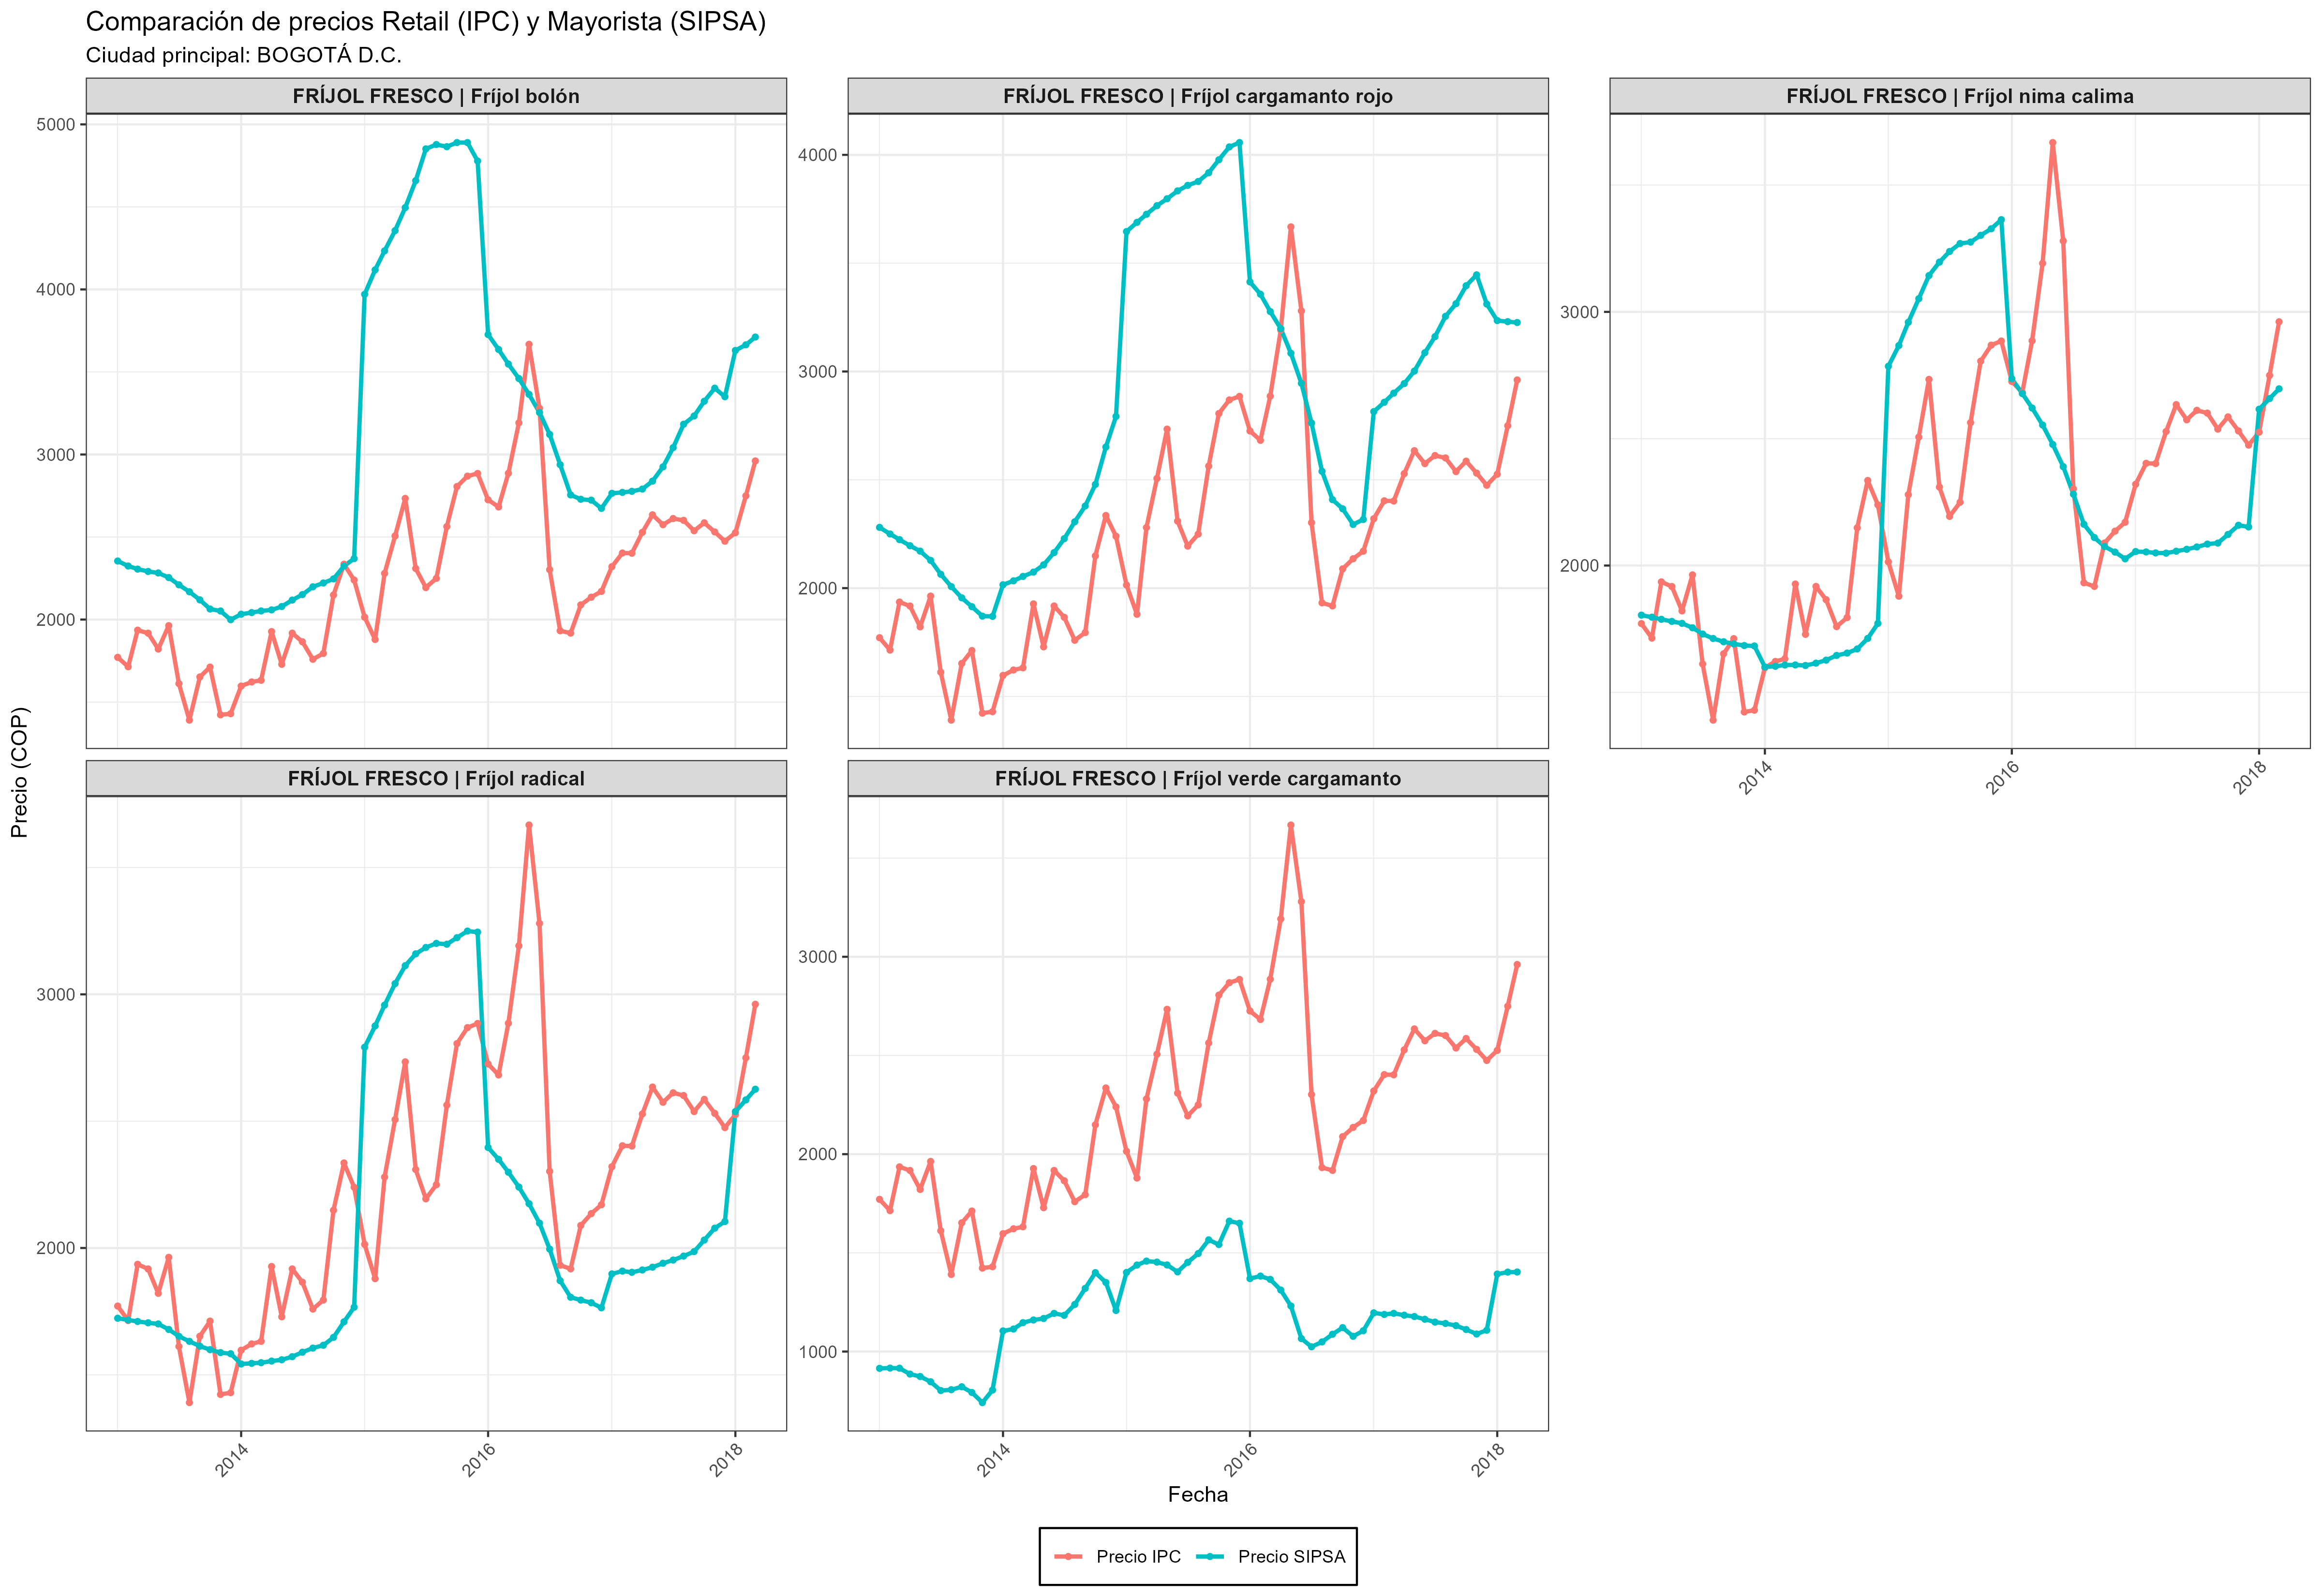 Comparación de precios Retail (IPC) y Mayorista (SIPSA)
Ciudad principal: BOGOTÁ D.C.
FRÍJOL FRESCO | Fríjol bolón
FRÍJOL FRESCO | Fríjol cargamanto rojo
FRÍJOL FRESCO | Fríjol nima calima
5000
4000
3000
2000
4000
3000
2000
3000
2000
2014
2016
2018
Precio (COP)
FRÍJOL FRESCO | Fríjol radical
FRÍJOL FRESCO | Fríjol verde cargamanto
3000
2000
3000
2000
1000
2014
2016
2018
2014
2016
2018
Fecha
Precio IPC
Precio SIPSA